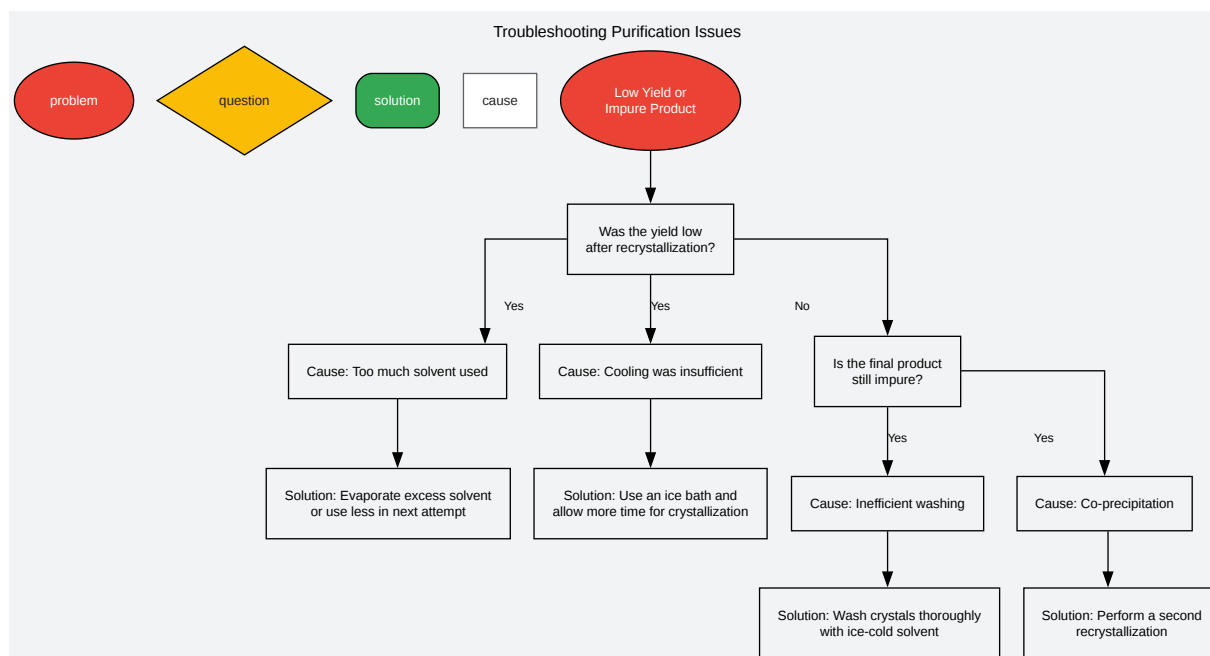 Troubleshooting Purification Issues
problem
question
solution
cause
Low Yield or
Impure Product
Was the yield low
after recrystallization?
Yes
Yes
No
Cause: Too much solvent used
Cause: Cooling was insufficient
Is the final product
still impure?
Yes
Yes
Solution: Evaporate excess solvent
or use less in next attempt
Solution: Use an ice bath and
allow more time for crystallization
Cause: Inefficient washing
Cause: Co-precipitation
Solution: Wash crystals thoroughly
with ice-cold solvent
Solution: Perform a second
recrystallization